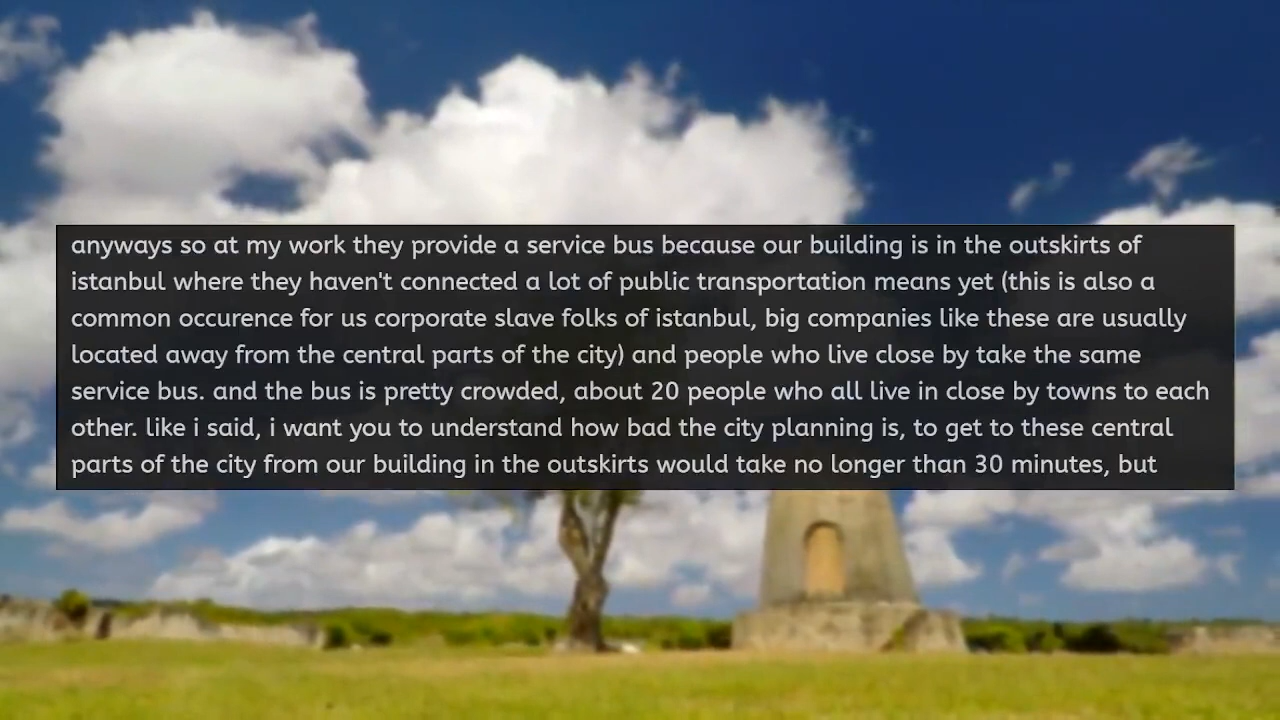 anyways so at my work they provide a service bus because our building is in the outskirts of
istanbul where they haven't connected a lot of public transportation means yet (this is also a
common occurence for us corporate slave folks of istanbul, big companies like these are usually
located away from the central parts of the city) and people who live close by take the same
service bus. and the bus is pretty crowded, about 20 people who all live in close by towns to each
other. like i said, i want you to understand how bad the city planning is, to get to these central
parts of the city from our building in the outskirts would take no longer than 30 minutes, but